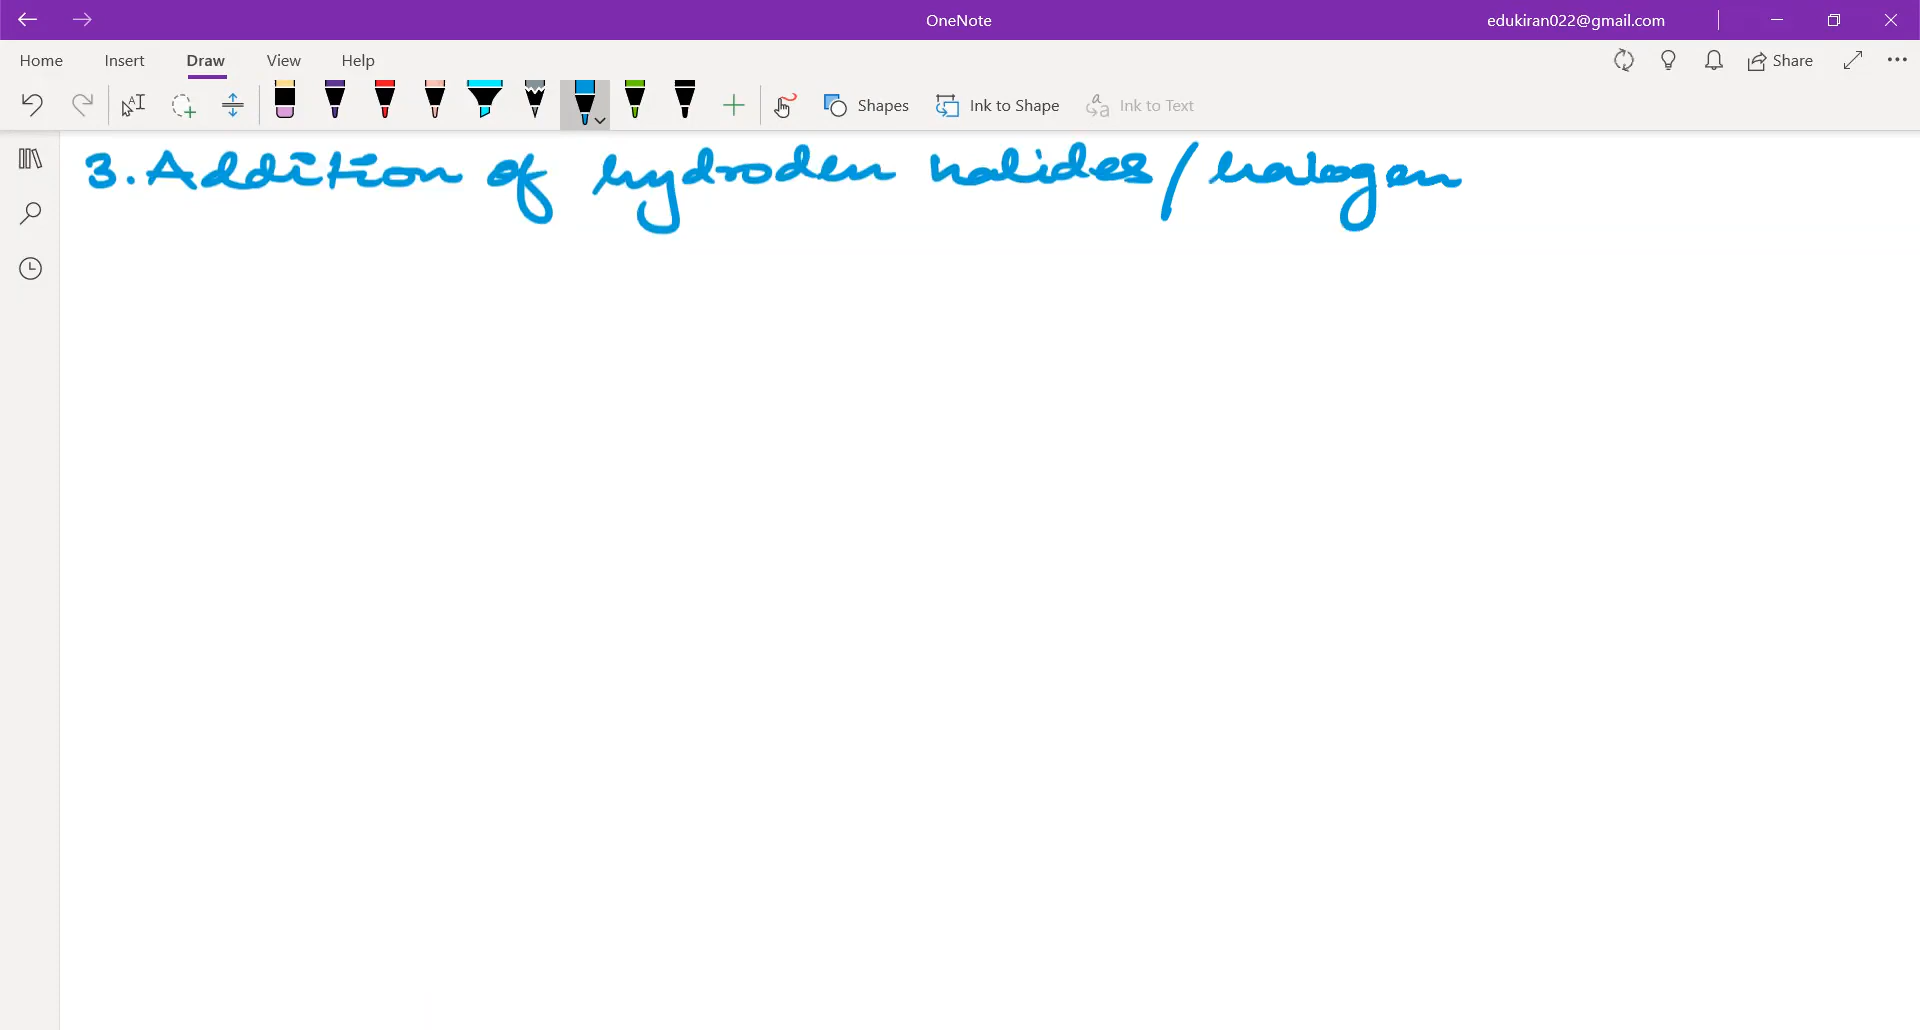 OneNote
edukiran022@gmail.com
Home Insert Draw View Help
Share
Shapes
Ink to Shape
Ink to Text
3. Addition of hydroden halides/halogen